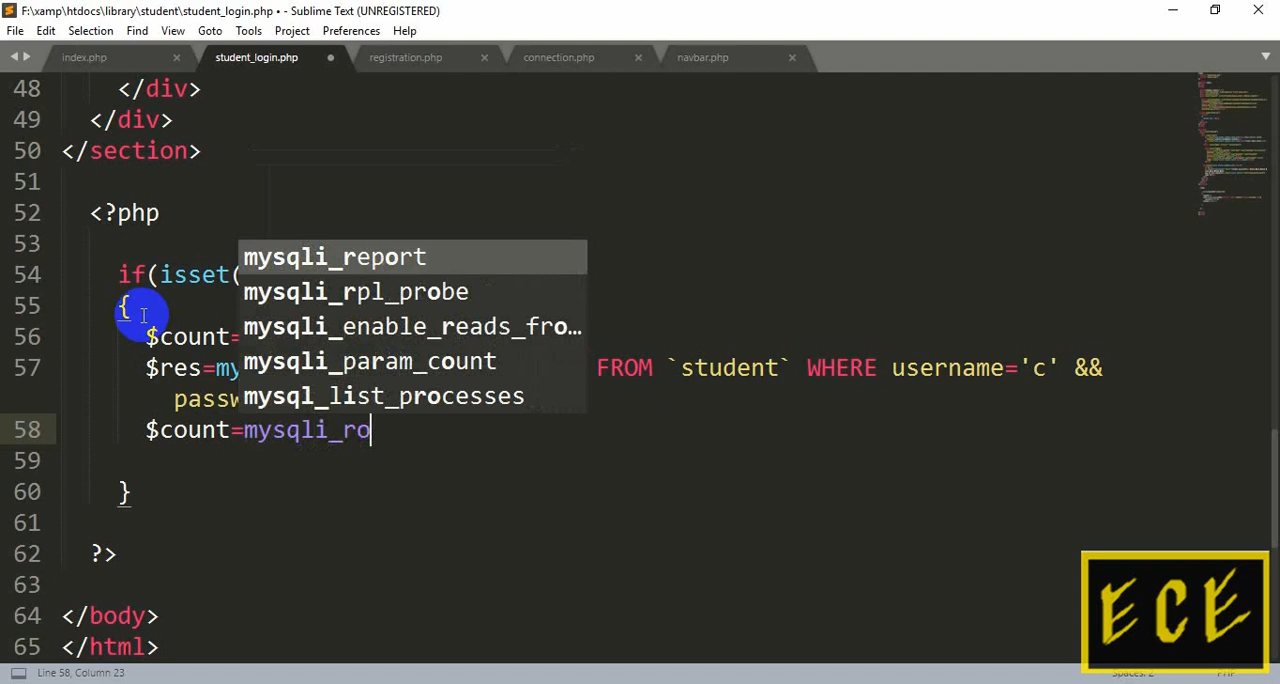 F:\xamp\htdocs\library\student\student_login.php • - Sublime Text (UNREGISTERED)
File Edit Selection Find View Goto Tools Project Preferences Help
index.php student_login.php registration.php connection.php navbar.php
48 </div>
49 </div>
50 </section>
51
52 <?php
53
mysqli_report
54 if(isset(
mysqli_rpl_probe
55 {
mysqli_enable_reads_fro…
56 $count=
mysqli_param_count
57 $res=my FROM `student` WHERE username='c' &&
passw
mysql_list_processes
58 $count=mysqli_ro
59
60 }
61
62 ?>
63
64 </body>
65 </html>
ECE
Line 58, Column 23 Spaces: 2 PHP